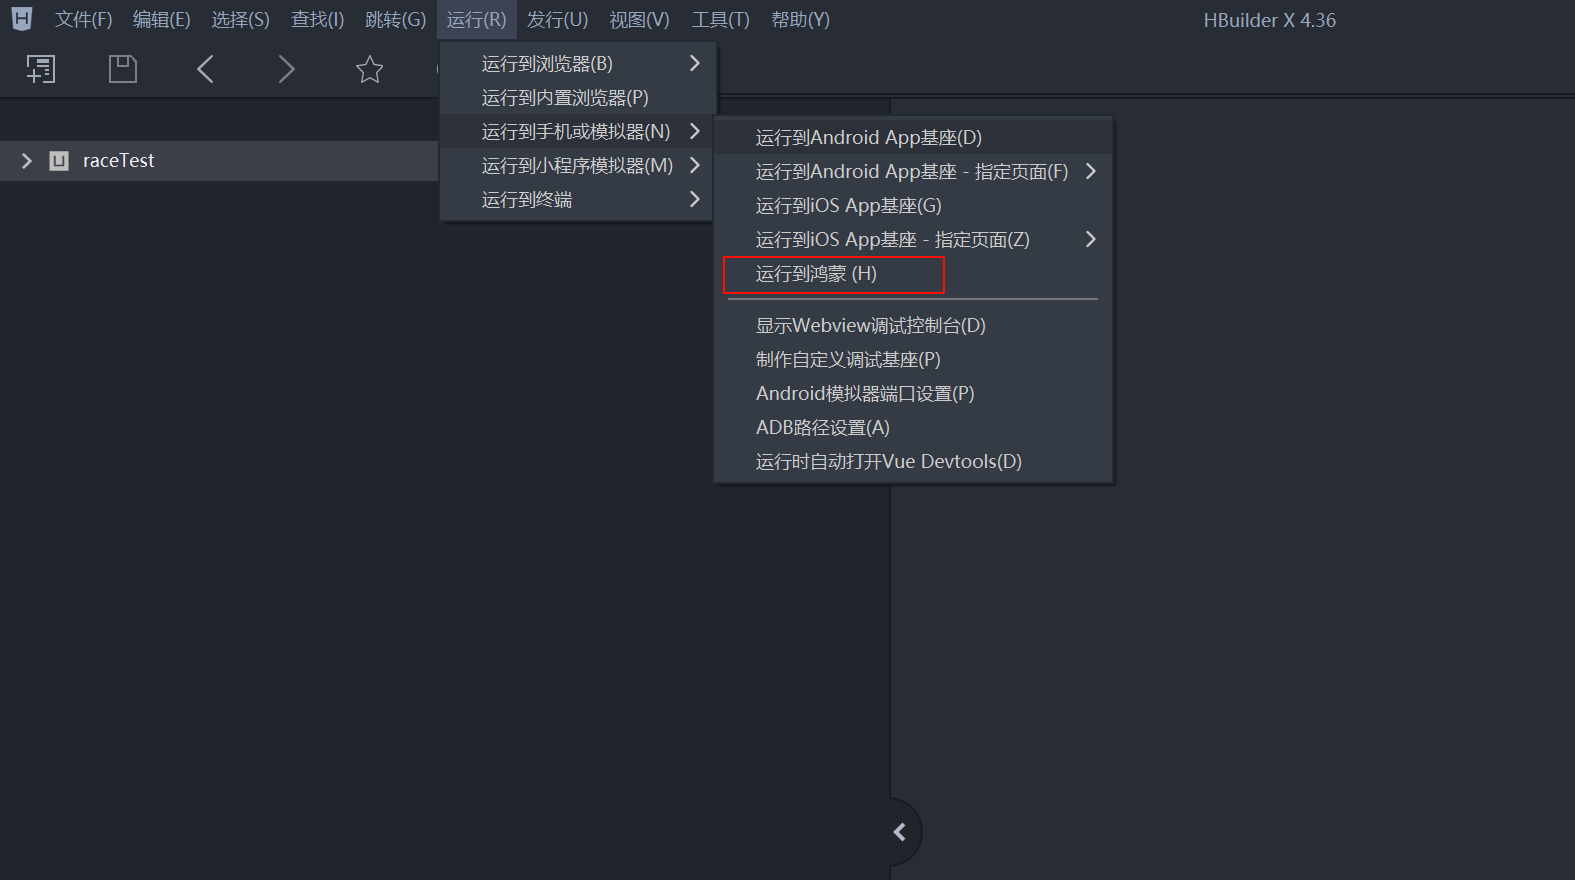 文件(F) 编辑(E) 选择(S) 查找(I) 跳转(G) 运行(R) 发行(U) 视图(V) 工具(T) 帮助(Y) HBuilder X 4.36
运行到浏览器(B)
运行到内置浏览器(P)
运行到手机或模拟器(N)
运行到小程序模拟器(M)
运行到终端
raceTest
运行到Android App基座(D)
运行到Android App基座 - 指定页面(F)
运行到iOS App基座(G)
运行到iOS App基座 - 指定页面(Z)
运行到鸿蒙 (H)
显示Webview调试控制台(D)
制作自定义调试基座(P)
Android模拟器端口设置(P)
ADB路径设置(A)
运行时自动打开Vue Devtools(D)